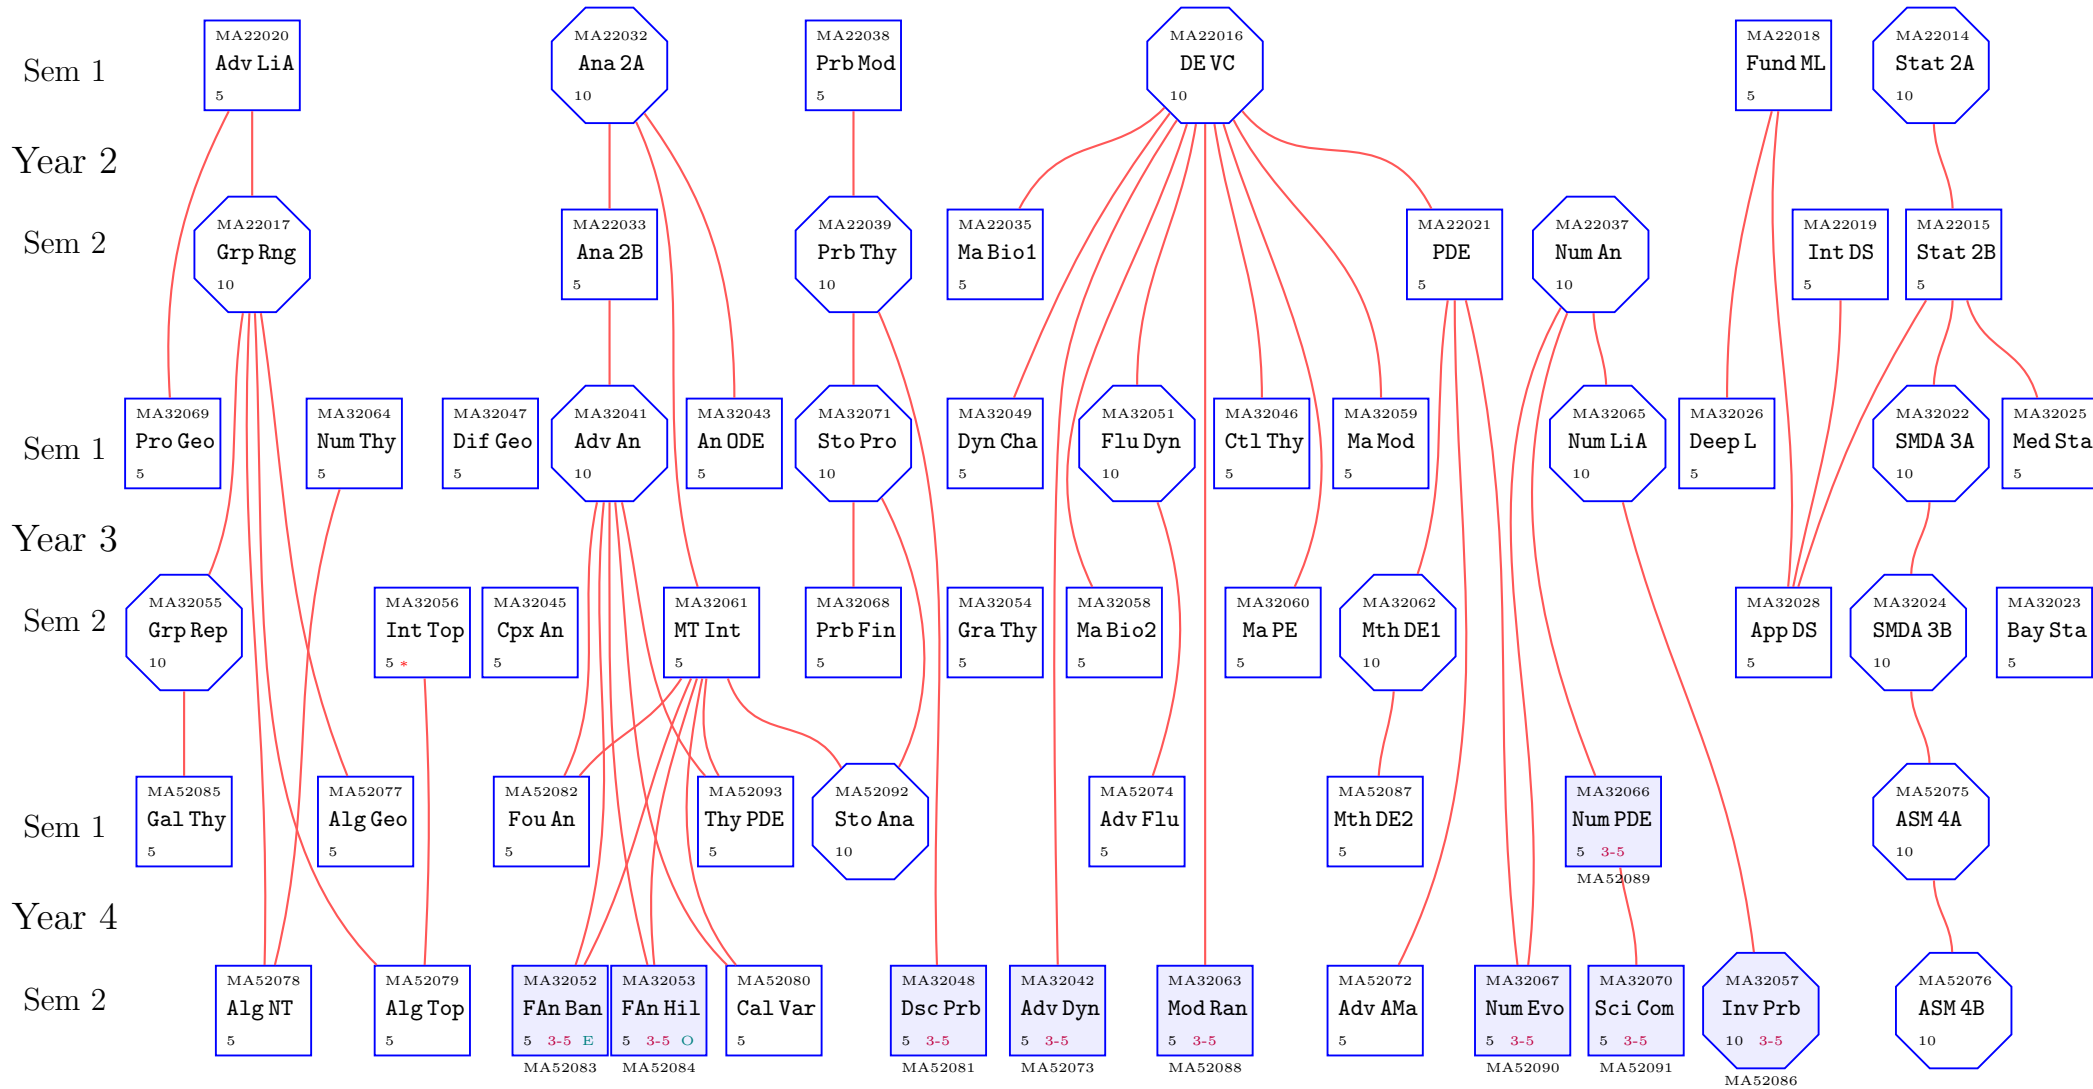 MA22020
Adv LiA
5
MA22032
Ana 2A
10
MA22038
Prb Mod
5
MA22016
DE VC
10
MA22018
Fund ML
5
MA22014
Stat 2A
10
Sem 1
Year 2
Sem 2
MA22017
Grp Rng
10
MA22033
Ana 2B
5
MA22039
Prb Thy
10
MA22035
Ma Bio1
5
MA22021
PDE
5
MA22037
Num An
10
MA22019
Int DS
5
MA22015
Stat 2B
5
Sem 1
MA32069
Pro Geo
5
MA32064
Num Thy
5
MA32047
Dif Geo
5
MA32041
Adv An
10
MA32043
An ODE
5
MA32071
Sto Pro
10
MA32049
Dyn Cha
5
MA32051
Flu Dyn
10
MA32046
Ctl Thy
5
MA32059
Ma Mod
5
MA32065
Num LiA
10
MA32026
Deep L
5
MA32022
SMDA 3A
10
MA32025
Med Sta
5
Year 3
Sem 2
MA32055
Grp Rep
10
MA32056
Int Top
5 *
MA32045
Cpx An
5
MA32061
MT Int
5
MA32068
Prb Fin
5
MA32054
Gra Thy
5
MA32058
Ma Bio2
5
MA32060
Ma PE
5
MA32062
Mth DE1
10
MA32028
App DS
5
MA32024
SMDA 3B
10
MA32023
Bay Sta
5
Sem 1
MA52085
Gal Thy
5
MA52077
Alg Geo
5
MA52082
Fou An
5
MA52093
Thy PDE
5
MA52092
Sto Ana
10
MA52074
Adv Flu
5
MA52087
Mth DE2
5
MA32066
Num PDE
5 3-5
MA52089
MA52075
ASM 4A
10
Year 4
Sem 2
MA52078
Alg NT
5
MA52079
Alg Top
5
MA32052
FAn Ban
5 3-5 E
MA52083
MA32053
FAn Hil
5 3-5 O
MA52084
MA52080
Cal Var
5
MA32048
Dsc Prb
5 3-5
MA52081
MA32042
Adv Dyn
5 3-5
MA52073
MA32063
Mod Ran
5 3-5
MA52088
MA52072
Adv AMa
5
MA32067
Num Evo
5 3-5
MA52090
MA32070
Sci Com
5 3-5
MA52091
MA32057
Inv Prb
10 3-5
MA52086
MA52076
ASM 4B
10